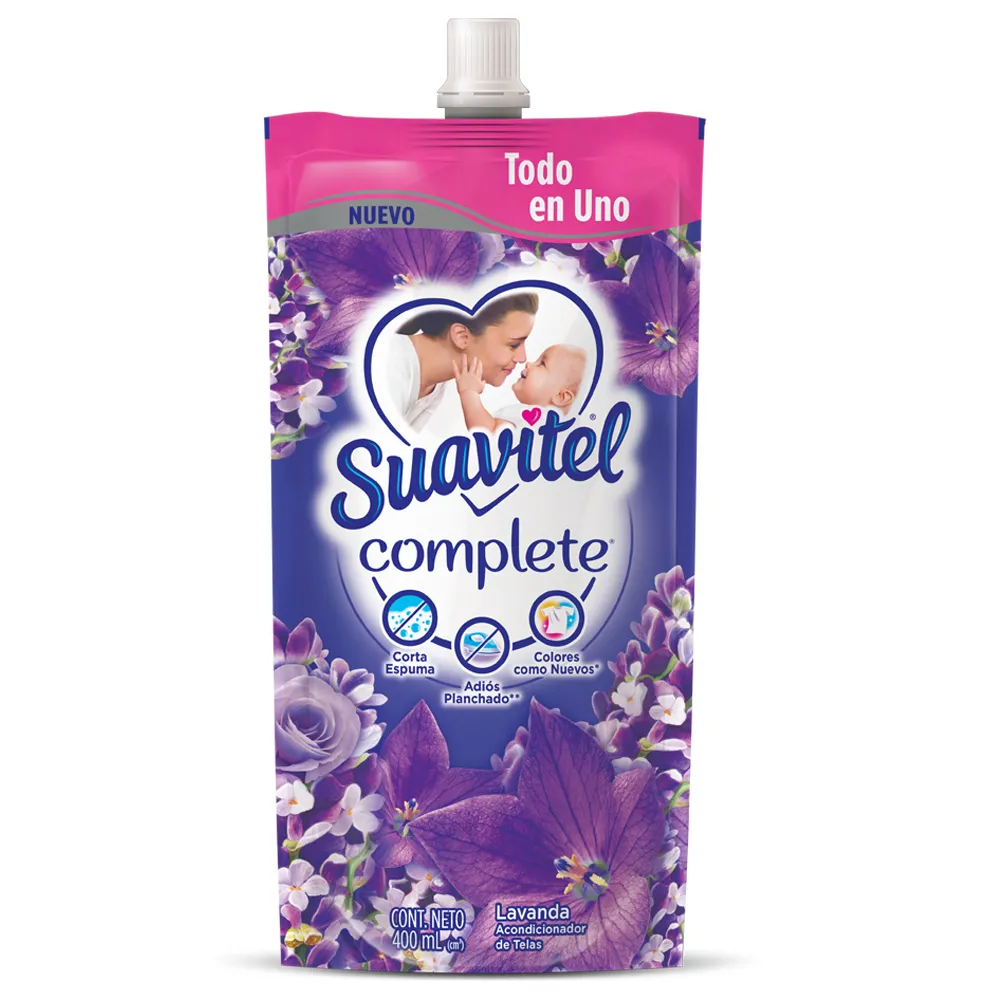 Todo
en Uno
NUEVO
Suavitel®
complete®
Corta
Espuma
Adiós
Planchado**
Colores
como Nuevos*
CONT. NETO
400 mL (cm³)
Lavanda
Acondicionador
de Telas